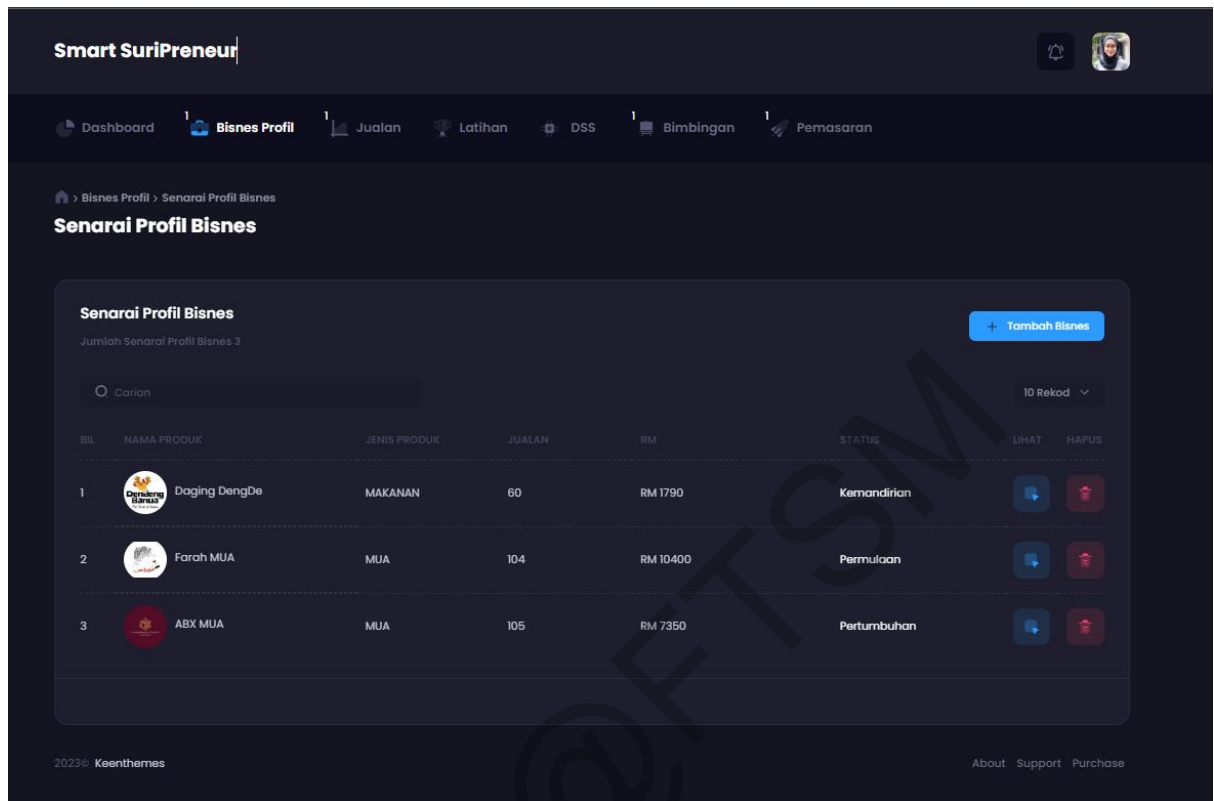 Smart SuriPreneur
Dashboard 1 Bisnes Profil 1 Jualan Latihan DSS 1 Bimbingan 1 Pemasaran
> Bisnes Profil > Senarai Profil Bisnes
Senarai Profil Bisnes
Senarai Profil Bisnes
+ Tambah Bisnes
Jumlah Senarai Profil Bisnes 3
Carian
10 Rekod
BIL NAMA PRODUK JENIS PRODUK JUALAN RM STATUS LIHAT HAPUS
1 Dendeng Banua Daging DengDe MAKANAN 60 RM 1790 Kemandirian
2 Farah MUA MUA 104 RM 10400 Permulaan
3 ABX MUA MUA 105 RM 7350 Pertumbuhan
2023© Keenthemes
About Support Purchase
@FTSM